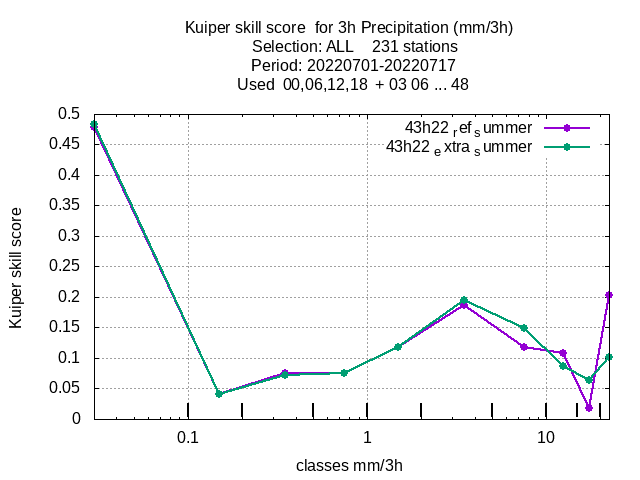 Kuiper skill score for 3h Precipitation (mm/3h)
Selection: ALL 231 stations
Period: 20220701-20220717
Used 00,06,12,18 + 03 06 ... 48
43h22 ref summer
43h22 extra summer
Kuiper skill score
0.5
0.45
0.4
0.35
0.3
0.25
0.2
0.15
0.1
0.05
0
0.1 1 10
classes mm/3h